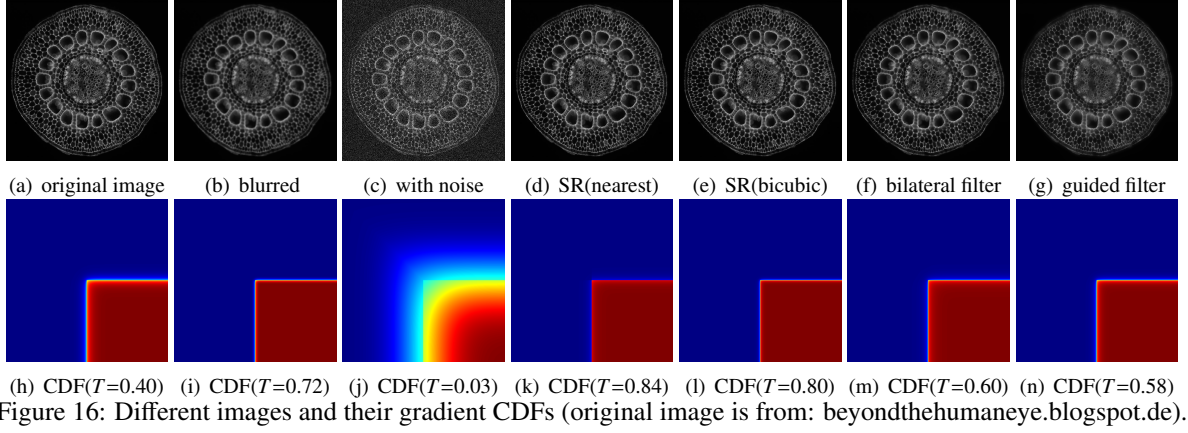 (a) original image (b) blurred (c) with noise (d) SR(nearest) (e) SR(bicubic) (f) bilateral filter (g) guided filter
(h) CDF(T=0.40) (i) CDF(T=0.72) (j) CDF(T=0.03) (k) CDF(T=0.84) (l) CDF(T=0.80) (m) CDF(T=0.60) (n) CDF(T=0.58)
Figure 16: Different images and their gradient CDFs (original image is from: beyondthehumaneye.blogspot.de).